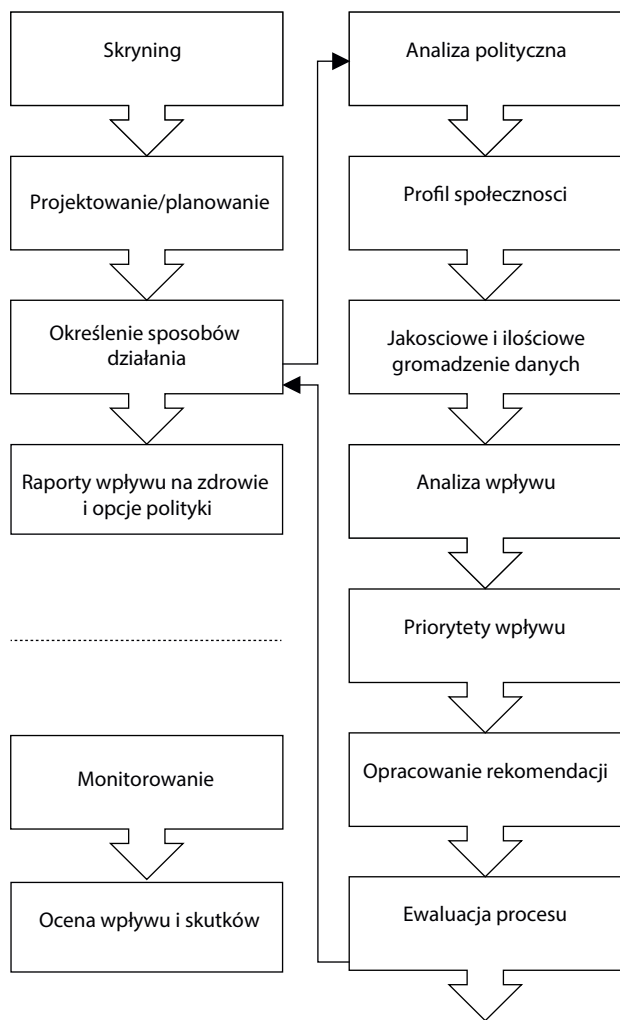 Skryning
Projektowanie/planowanie
Określenie sposobów
działania
Raporty wpływu na zdrowie
i opcje polityki
Monitorowanie
Ocena wpływu i skutków
Analiza polityczna
Profil społecznosci
Jakosciowe i ilościowe
gromadzenie danych
Analiza wpływu
Priorytety wpływu
Opracowanie rekomendacji
Ewaluacja procesu